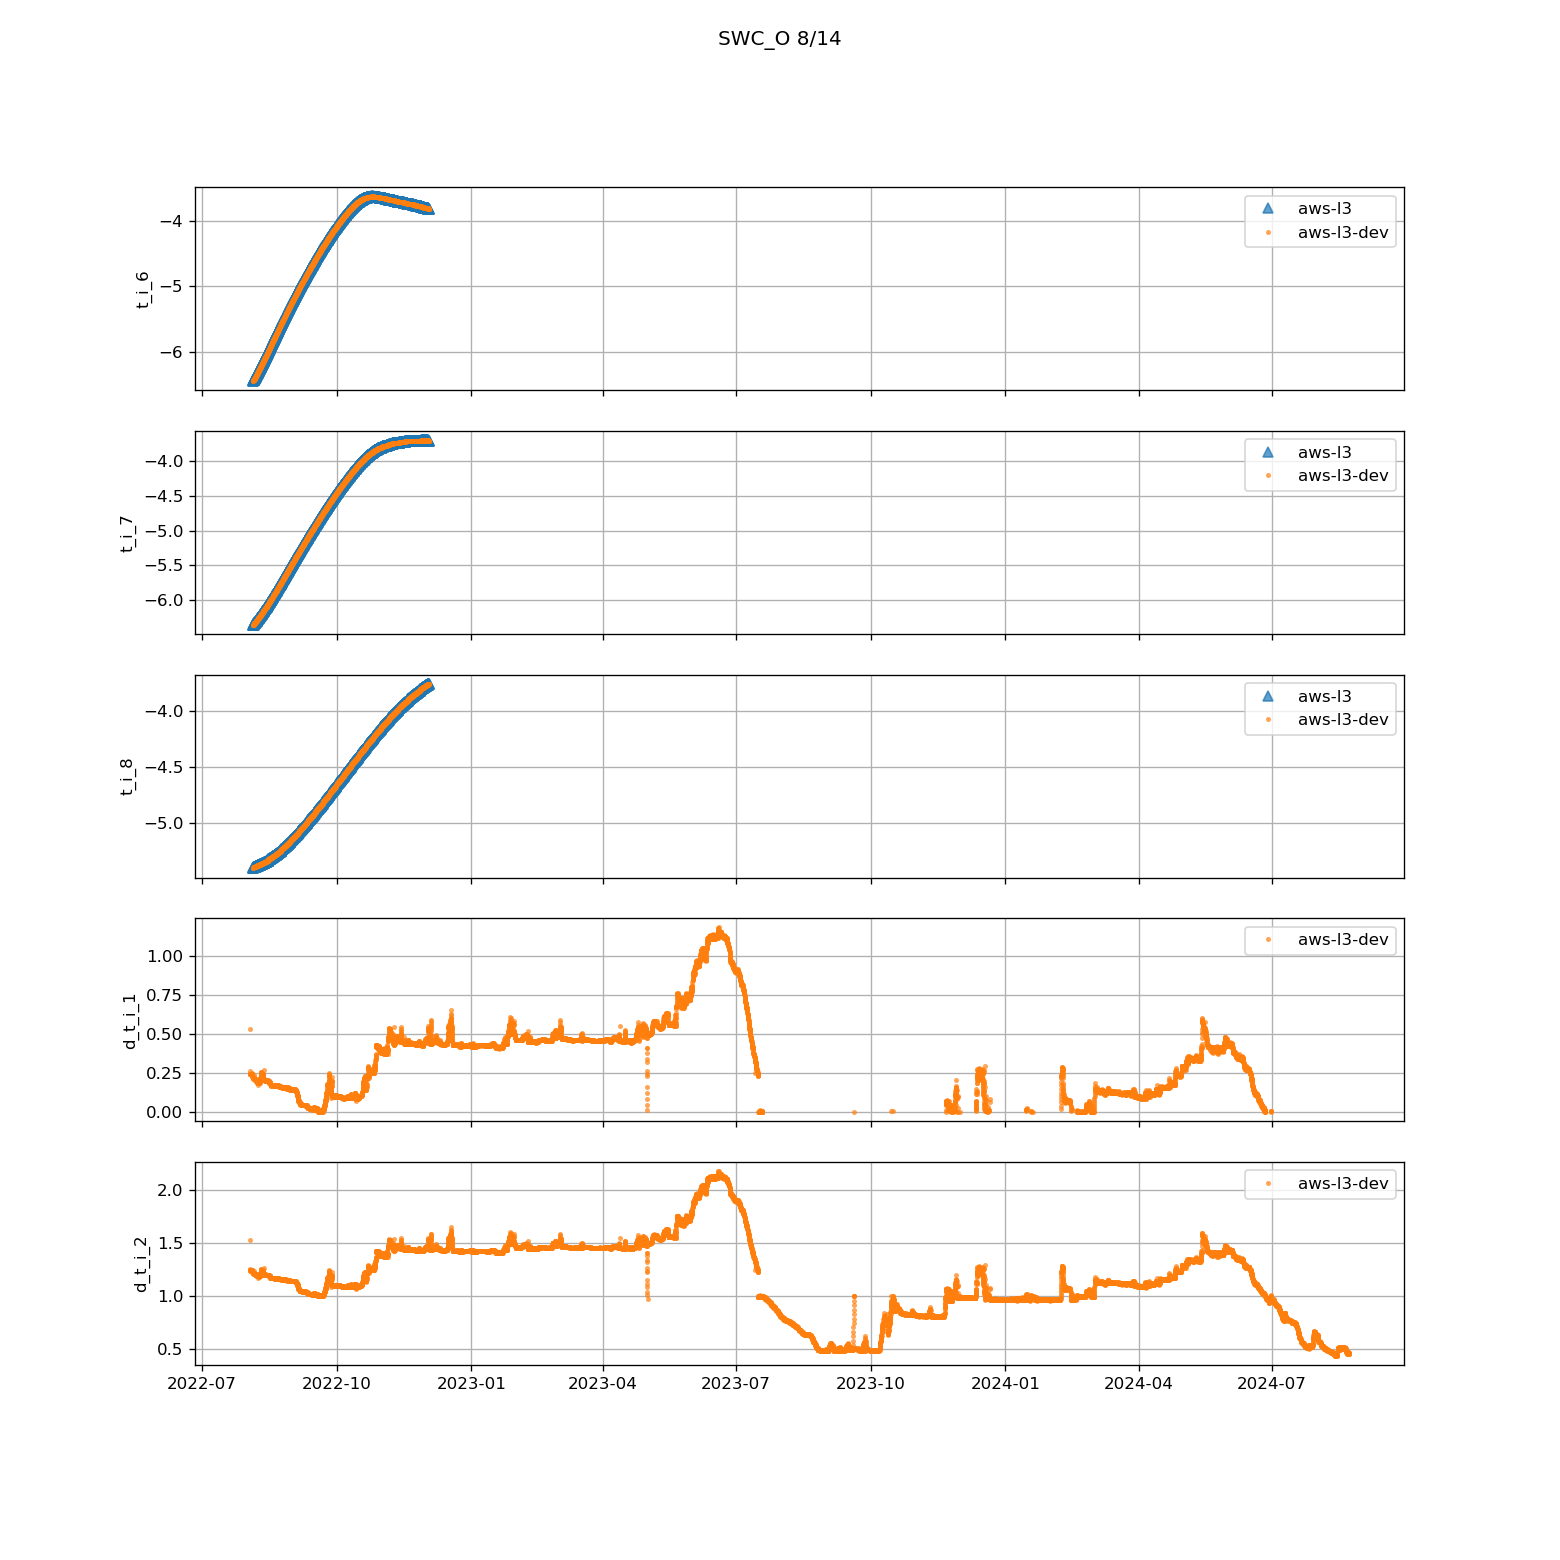 SWC_O 8/14
t_i_6
−4
−5
−6
aws-l3
aws-l3-dev
t_i_7
−4.0
−4.5
−5.0
−5.5
−6.0
aws-l3
aws-l3-dev
t_i_8
−4.0
−4.5
−5.0
aws-l3
aws-l3-dev
d_t_i_1
1.00
0.75
0.50
0.25
0.00
aws-l3-dev
d_t_i_2
2.0
1.5
1.0
0.5
aws-l3-dev
2022-07 2022-10 2023-01 2023-04 2023-07 2023-10 2024-01 2024-04 2024-07